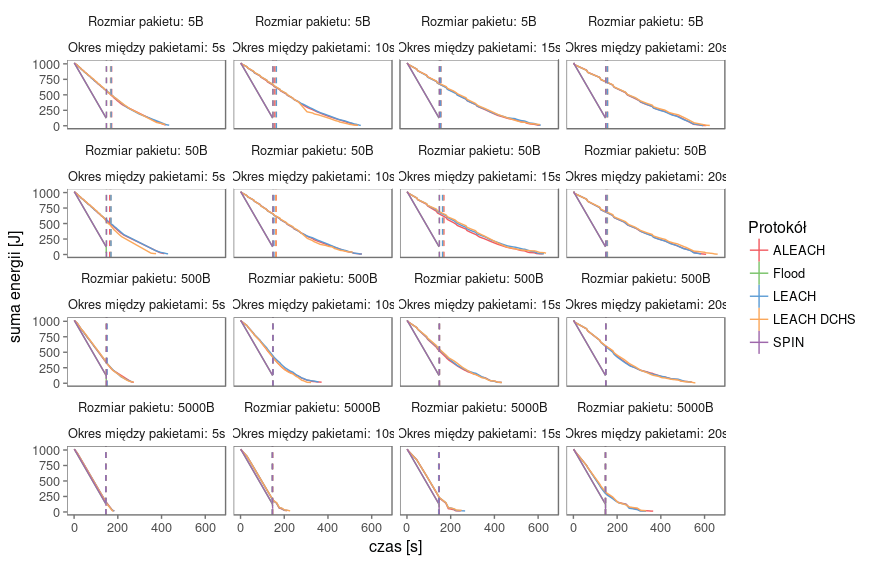 Rozmiar pakietu: 5B Rozmiar pakietu: 5B Rozmiar pakietu: 5B Rozmiar pakietu: 5B
Okres między pakietami: 5s Okres między pakietami: 10s Okres między pakietami: 15s Okres między pakietami: 20s
1000
750
500
250
0
Rozmiar pakietu: 50B Rozmiar pakietu: 50B Rozmiar pakietu: 50B Rozmiar pakietu: 50B
Okres między pakietami: 5s Okres między pakietami: 10s Okres między pakietami: 15s Okres między pakietami: 20s
1000
750
500
250
0
Rozmiar pakietu: 500B Rozmiar pakietu: 500B Rozmiar pakietu: 500B Rozmiar pakietu: 500B
Okres między pakietami: 5s Okres między pakietami: 10s Okres między pakietami: 15s Okres między pakietami: 20s
1000
750
500
250
0
Rozmiar pakietu: 5000B Rozmiar pakietu: 5000B Rozmiar pakietu: 5000B Rozmiar pakietu: 5000B
Okres między pakietami: 5s Okres między pakietami: 10s Okres między pakietami: 15s Okres między pakietami: 20s
1000
750
500
250
0
0 200 400 600 0 200 400 600 0 200 400 600 0 200 400 600
czas [s]
suma energii [J]
Protokół
ALEACH
Flood
LEACH
LEACH DCHS
SPIN